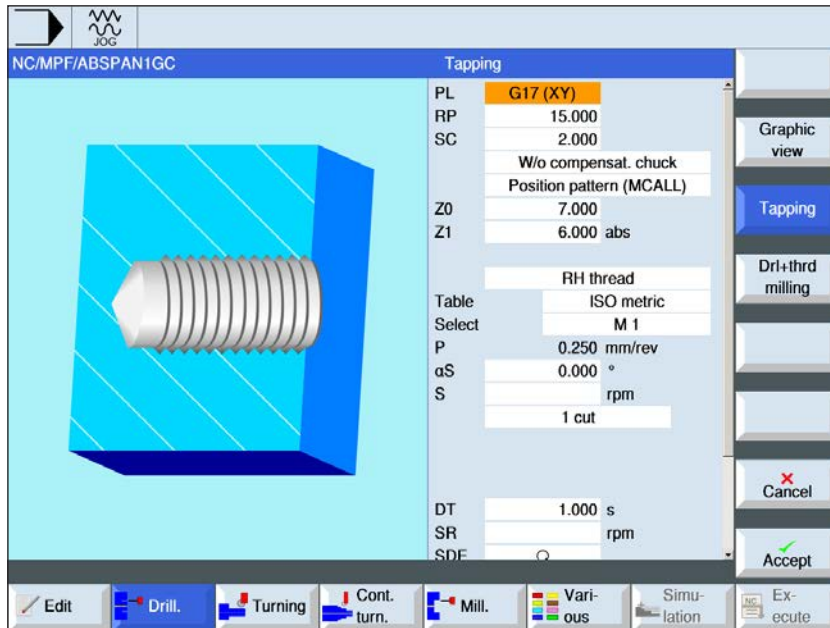 JOG
NC/MPF/ABSPAN1GC
Tapping
PL G17 (XY)
RP 15.000
SC 2.000
W/o compensat. chuck
Position pattern (MCALL)
Z0 7.000
Z1 6.000 abs
RH thread
Table ISO metric
Select M 1
P 0.250 mm/rev
αS 0.000 °
S rpm
1 cut
DT 1.000 s
SR rpm
Graphic
view
Tapping
Drl+thrd
milling
Cancel
Accept
Edit
Drill.
Turning
Cont.
turn.
Mill.
Vari-
ous
Simu-
lation
NC
Ex-
ecute